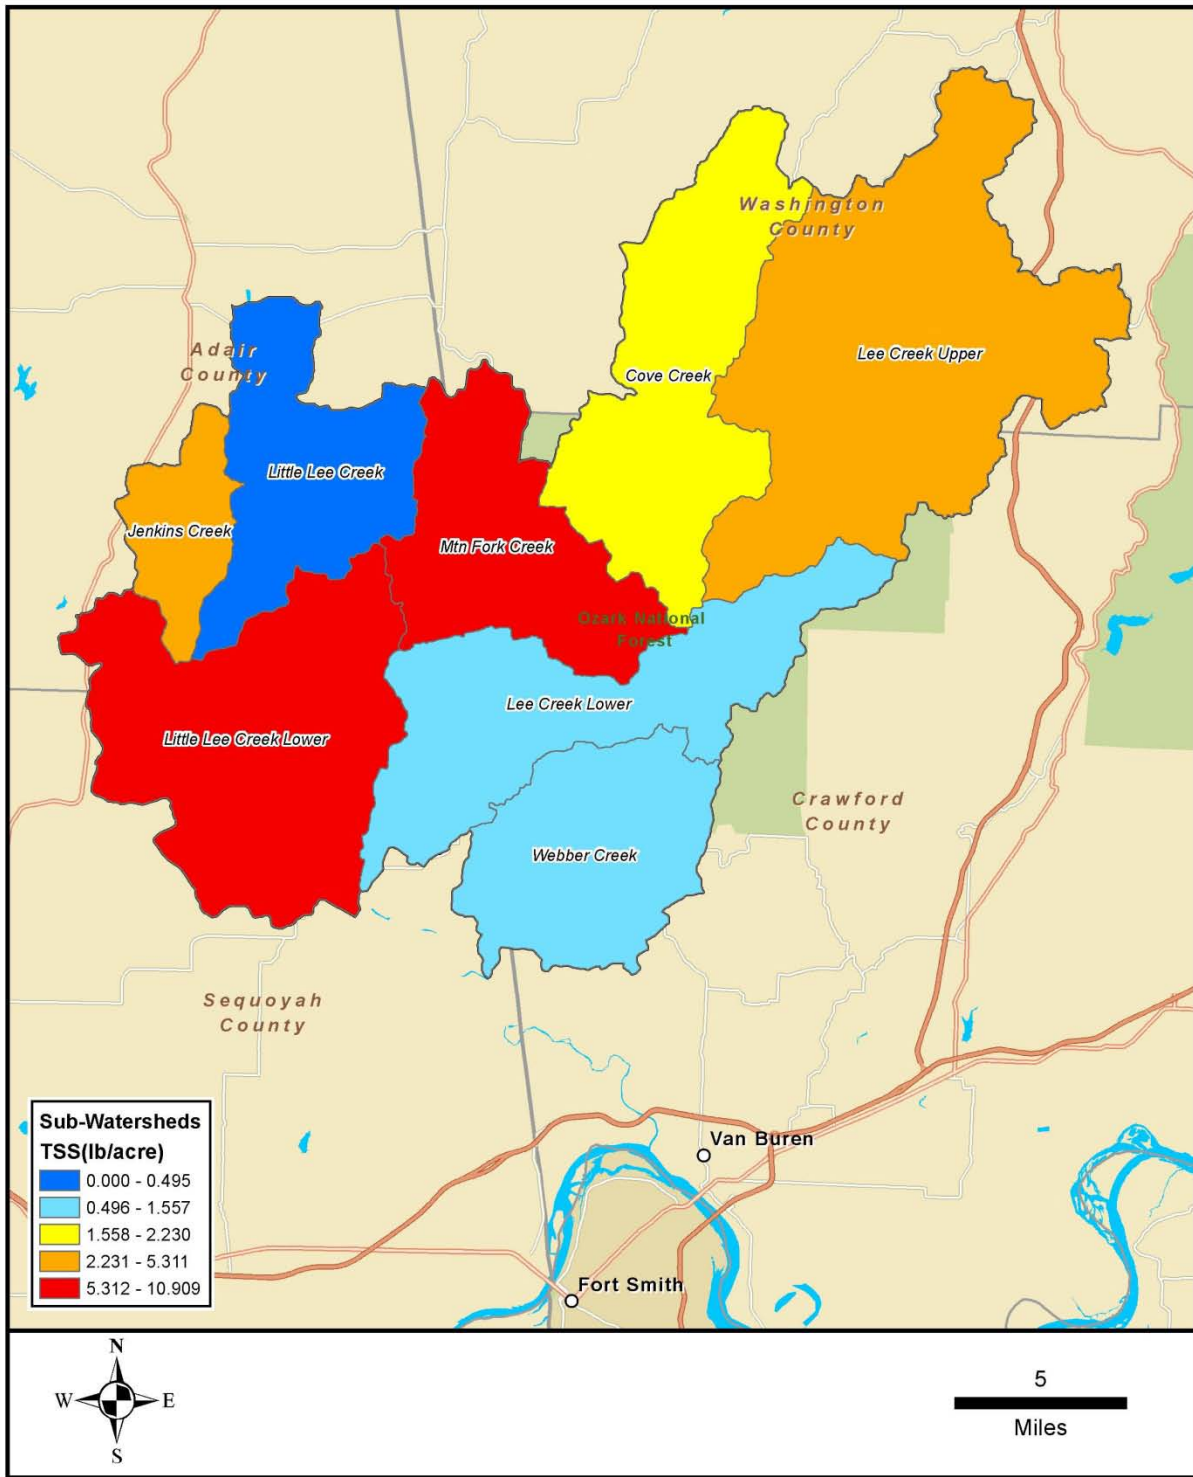 Washington
County
Adair
County
Lee Creek Upper
Cove Creek
Little Lee Creek
Jenkins Creek
Mtn Fork Creek
Ozark National
Forest
Lee Creek Lower
Little Lee Creek Lower
Crawford
County
Webber Creek
Sequoyah
County
Sub-Watersheds
TSS(lb/acre)
0.000 - 0.495
0.496 - 1.557
1.558 - 2.230
2.231 - 5.311
5.312 - 10.909
Van Buren
Fort Smith
N
W E
S
5
Miles